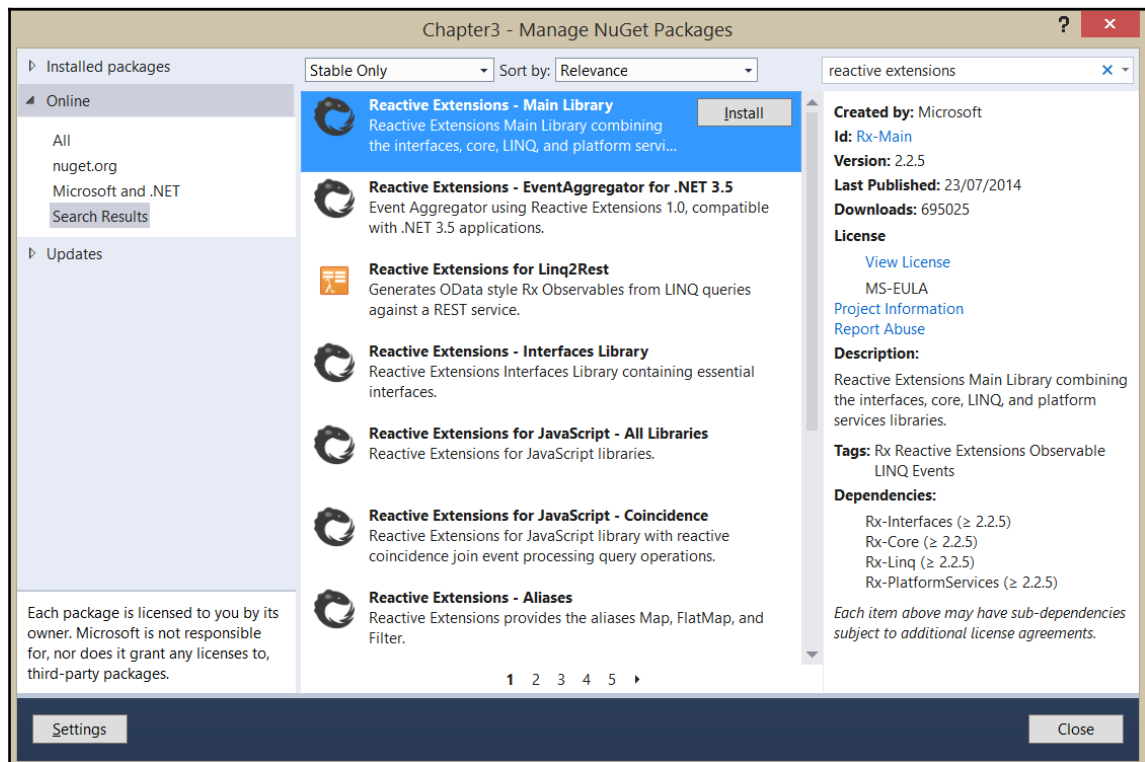 Chapter3 - Manage NuGet Packages
?
×
Installed packages
Online
All
nuget.org
Microsoft and .NET
Search Results
Updates
Each package is licensed to you by its
owner. Microsoft is not responsible
for, nor does it grant any licenses to,
third-party packages.
Stable Only
Sort by: Relevance
Reactive Extensions - Main Library
Reactive Extensions Main Library combining
the interfaces, core, LINQ, and platform servi...
Install
Reactive Extensions - EventAggregator for .NET 3.5
Event Aggregator using Reactive Extensions 1.0, compatible
with .NET 3.5 applications.
Reactive Extensions for Linq2Rest
Generates OData style Rx Observables from LINQ queries
against a REST service.
Reactive Extensions - Interfaces Library
Reactive Extensions Interfaces Library containing essential
interfaces.
Reactive Extensions for JavaScript - All Libraries
Reactive Extensions for JavaScript libraries.
Reactive Extensions for JavaScript - Coincidence
Reactive Extensions for JavaScript library with reactive
coincidence join event processing query operations.
Reactive Extensions - Aliases
Reactive Extensions provides the aliases Map, FlatMap, and
Filter.
1 2 3 4 5
reactive extensions
Created by: Microsoft
Id: Rx-Main
Version: 2.2.5
Last Published: 23/07/2014
Downloads: 695025
License
View License
MS-EULA
Project Information
Report Abuse
Description:
Reactive Extensions Main Library combining
the interfaces, core, LINQ, and platform
services libraries.
Tags: Rx Reactive Extensions Observable
LINQ Events
Dependencies:
Rx-Interfaces (≥ 2.2.5)
Rx-Core (≥ 2.2.5)
Rx-Linq (≥ 2.2.5)
Rx-PlatformServices (≥ 2.2.5)
Each item above may have sub-dependencies
subject to additional license agreements.
Settings
Close